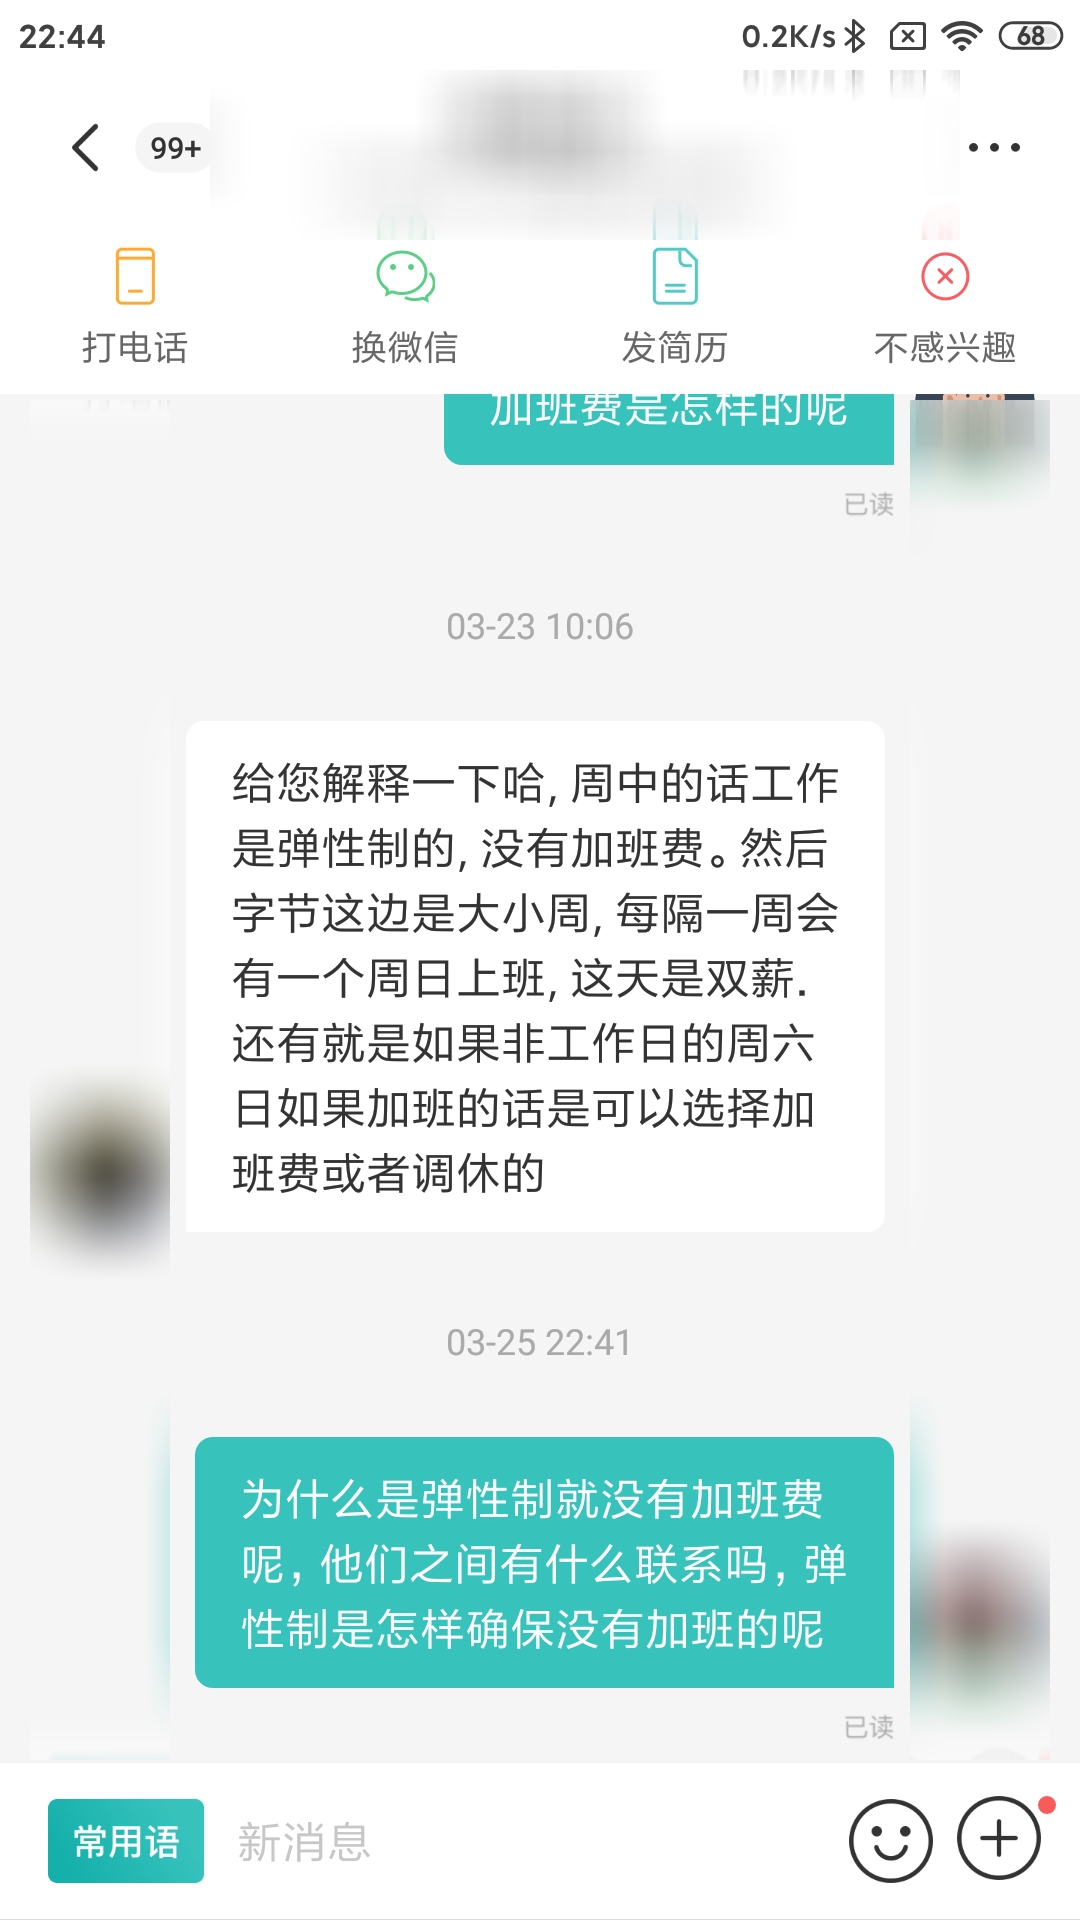 22:44
0.2K/s
68
99+
打电话
换微信
发简历
不感兴趣
加班费是怎样的呢
已读
03-23 10:06
给您解释一下哈, 周中的话工作
是弹性制的, 没有加班费。然后
字节这边是大小周, 每隔一周会
有一个周日上班, 这天是双薪.
还有就是如果非工作日的周六
日如果加班的话是可以选择加
班费或者调休的
03-25 22:41
为什么是弹性制就没有加班费
呢，他们之间有什么联系吗，弹
性制是怎样确保没有加班的呢
已读
常用语
新消息